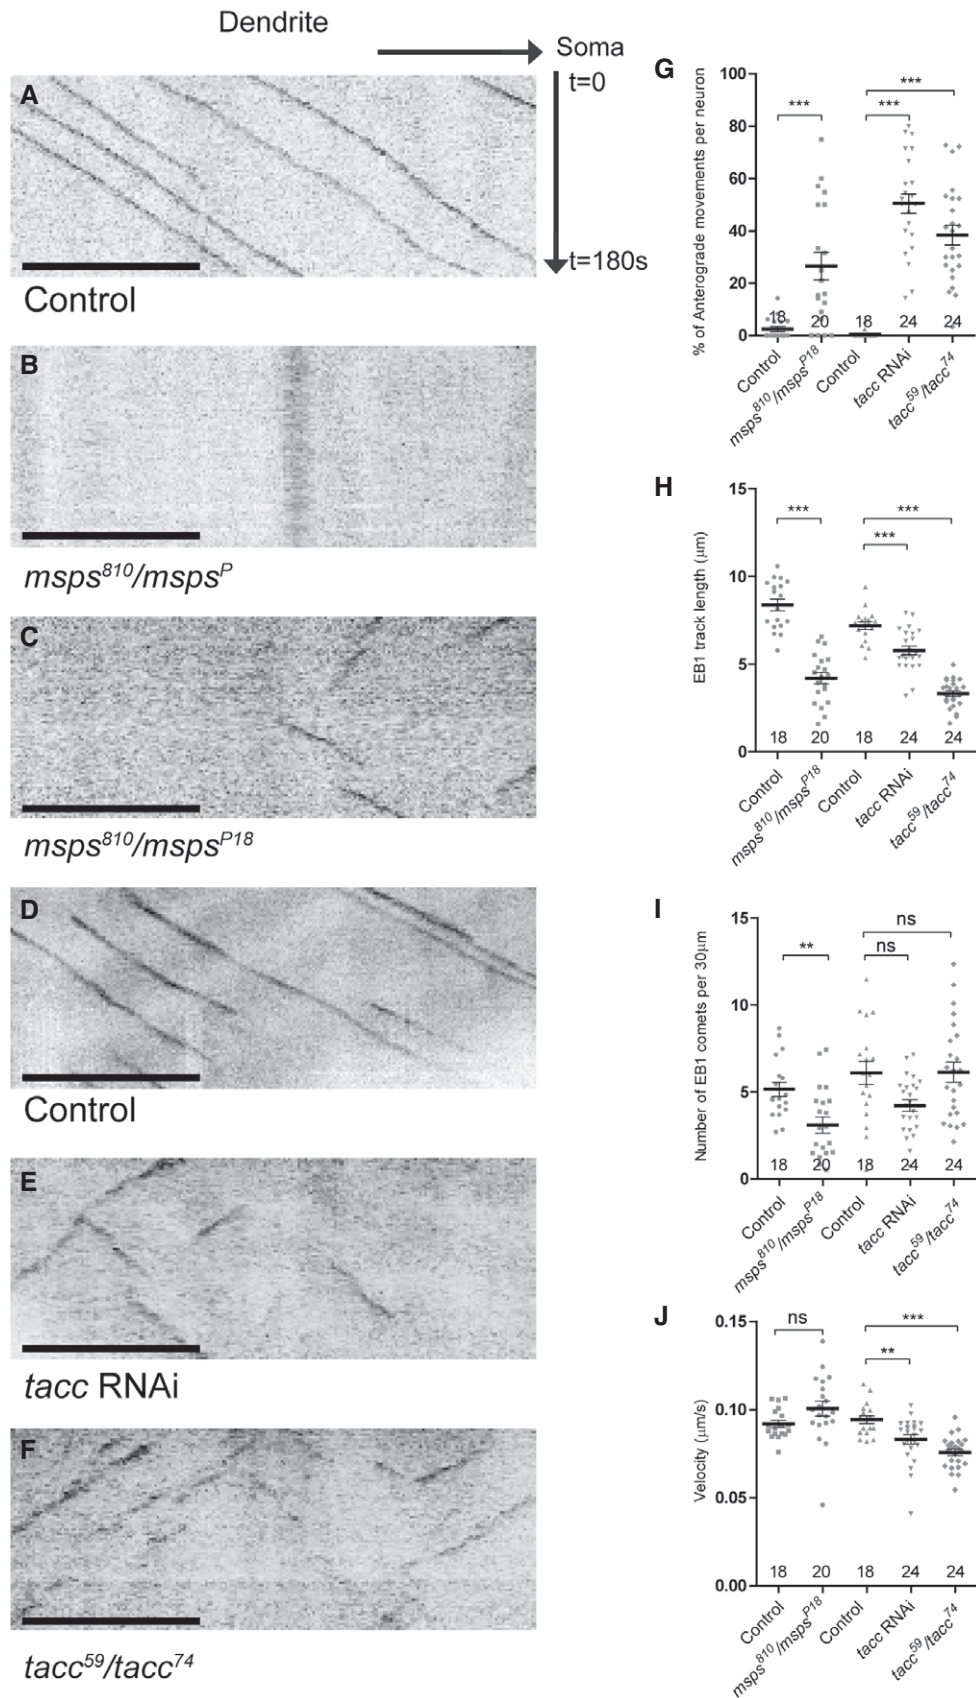 Dendrite
Soma
t=0
t=180s
A
Control
B
msps810/mspsP
C
msps810/mspsP18
D
Control
E
tacc RNAi
F
tacc59/tacc74
G
% of Anterograde movements per neuron
100
80
60
40
20
0
***
***
***
18
20
18
24
24
Control
msps810/mspsP18
Control
tacc RNAi
tacc59/tacc74
H
EB1 track length (μm)
15
10
5
0
***
***
***
18
20
18
24
24
Control
msps810/mspsP18
Control
tacc RNAi
tacc59/tacc74
I
Number of EB1 comets per 30μm
15
10
5
0
**
ns
ns
18
20
18
24
24
Control
msps810/mspsP18
Control
tacc RNAi
tacc59/tacc74
J
Velocity (μm/s)
0.15
0.10
0.05
0.00
ns
***
**
18
20
18
24
24
Control
msps810/mspsP18
Control
tacc RNAi
tacc59/tacc74